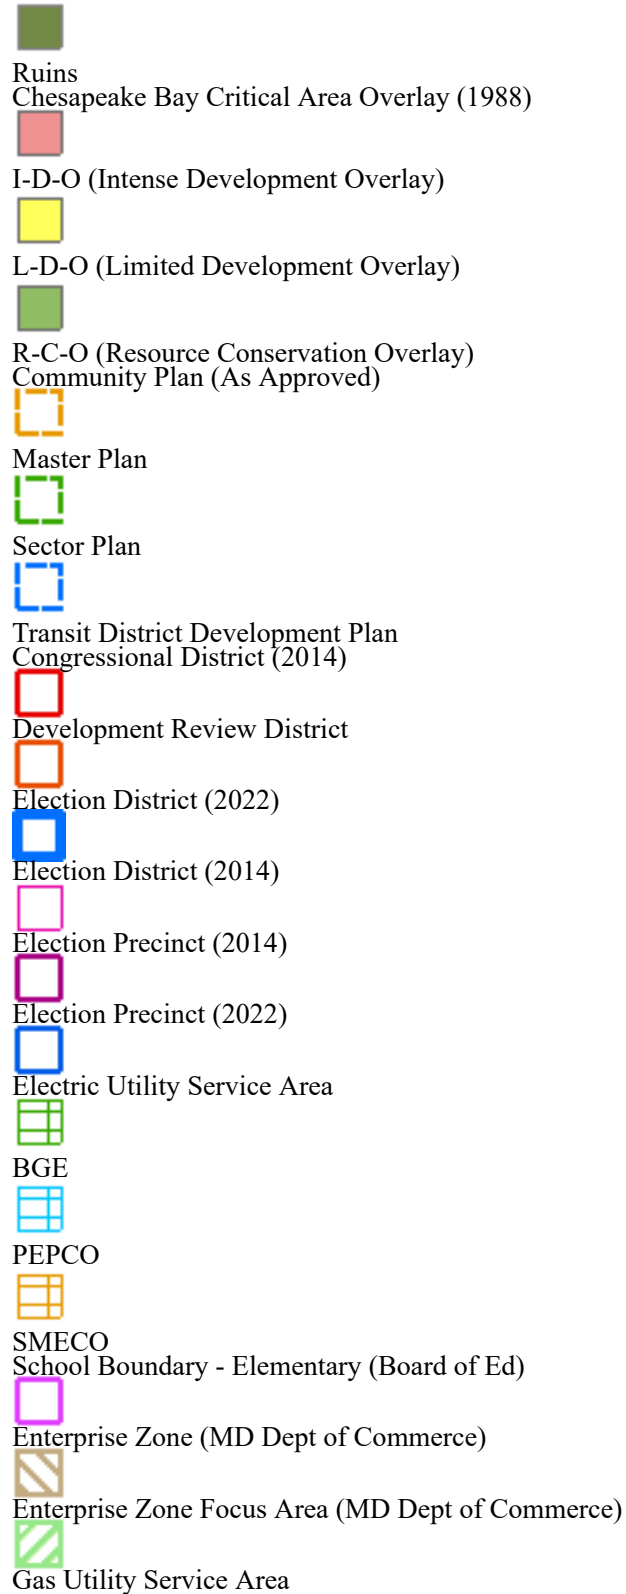 Ruins
Chesapeake Bay Critical Area Overlay (1988)
I-D-O (Intense Development Overlay)
L-D-O (Limited Development Overlay)
R-C-O (Resource Conservation Overlay)
Community Plan (As Approved)
Master Plan
Sector Plan
Transit District Development Plan
Congressional District (2014)
Development Review District
Election District (2022)
Election District (2014)
Election Precinct (2014)
Election Precinct (2022)
Electric Utility Service Area
BGE
PEPCO
SMECO
School Boundary - Elementary (Board of Ed)
Enterprise Zone (MD Dept of Commerce)
Enterprise Zone Focus Area (MD Dept of Commerce)
Gas Utility Service Area